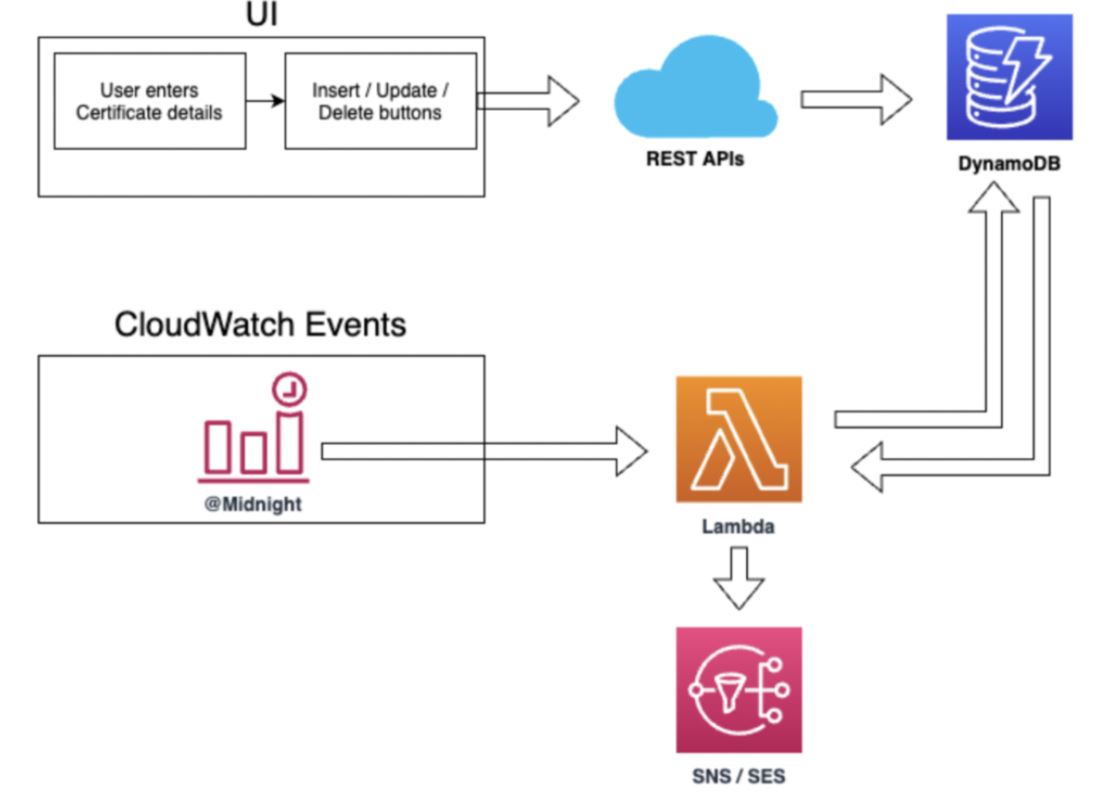 UI
User enters
Certificate details
Insert / Update /
Delete buttons
REST APIs
DynamoDB
CloudWatch Events
@Midnight
Lambda
SNS / SES